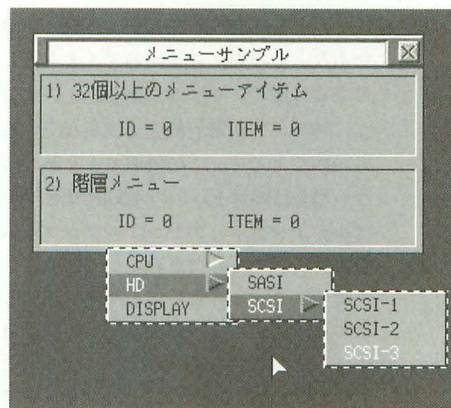 メニューサンプル
1) 32個以上のメニューアイテム
ID = 0 ITEM = 0
2) 階層メニュー
ID = 0 ITEM = 0
CPU
HD
DISPLAY
SASI
SCSI
SCSI-1
SCSI-2
SCSI-3